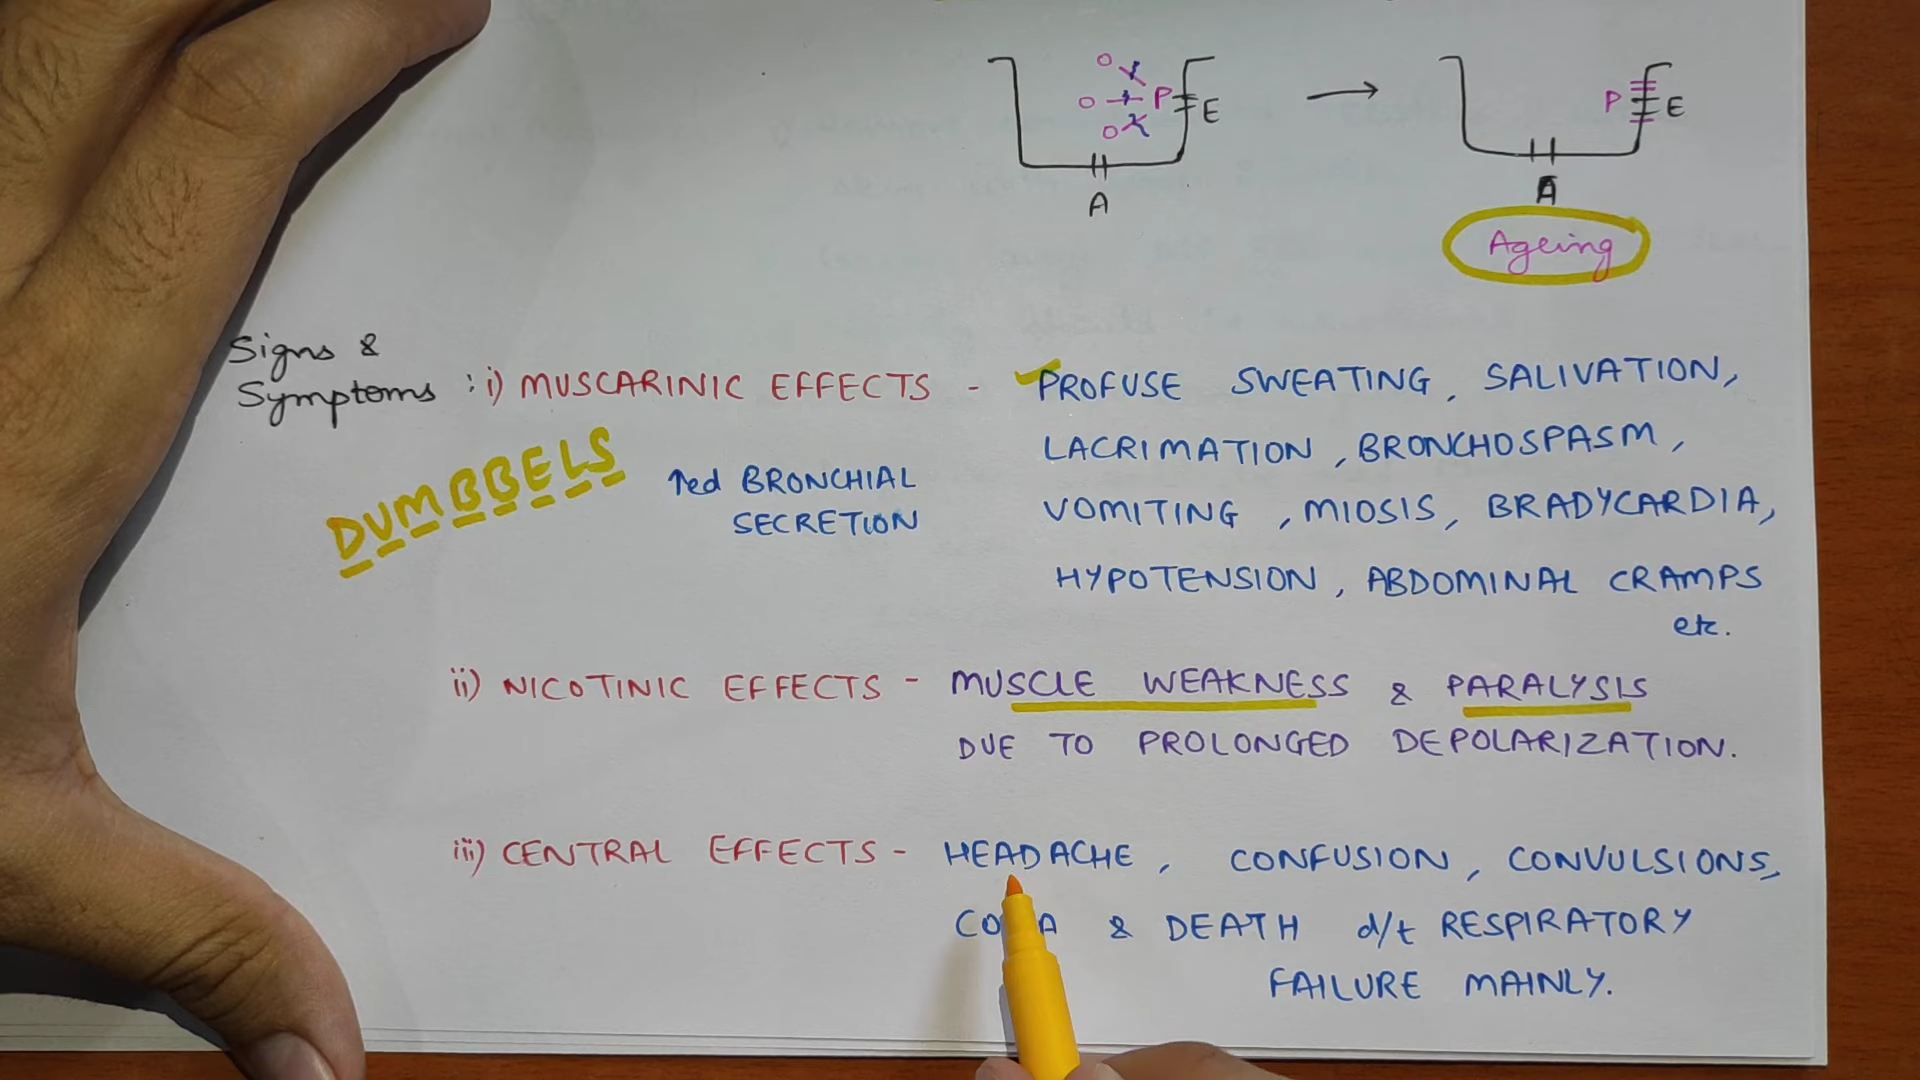 O
O P E → P E
O
A A
Ageing
Signs &
Symptoms : i) MUSCARINIC EFFECTS - PROFUSE SWEATING, SALIVATION,
LACRIMATION, BRONCHOSPASM,
DUMBBELS ↑ed BRONCHIAL
SECRETION
VOMITING, MIOSIS, BRADYCARDIA,
HYPOTENSION, ABDOMINAL CRAMPS
etc.
ii) NICOTINIC EFFECTS - MUSCLE WEAKNESS & PARALYSIS
DUE TO PROLONGED DEPOLARIZATION.
iii) CENTRAL EFFECTS - HEADACHE, CONFUSION, CONVULSIONS,
& DEATH d/t RESPIRATORY
FAILURE MAINLY.